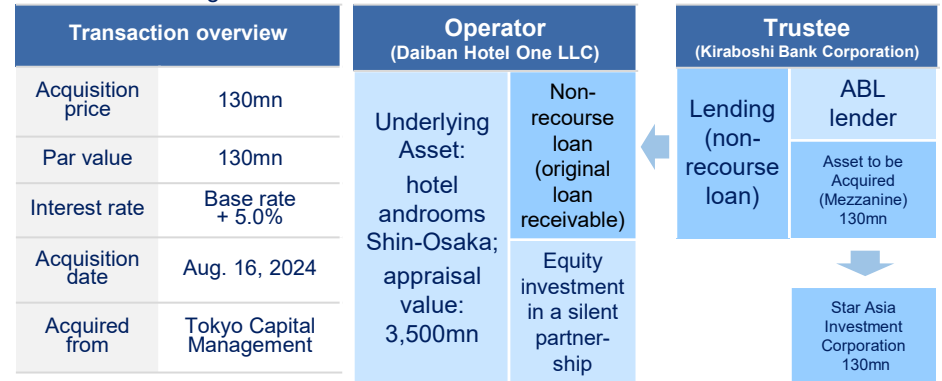 Transaction overview
Acquisition
price
130mn
Par value
130mn
Interest rate
Base rate
+ 5.0%
Acquisition
date
Aug. 16, 2024
Acquired
from
Tokyo Capital
Management
Operator
(Daiban Hotel One LLC)
Underlying
Asset:
hotel
androoms
Shin-Osaka;
appraisal
value:
3,500mn
Non-
recourse
loan
(original
loan
receivable)
Equity
investment
in a silent
partner-
ship
Trustee
(Kiraboshi Bank Corporation)
Lending
(non-
recourse
loan)
ABL
lender
Asset to be
Acquired
(Mezzanine)
130mn
Star Asia
Investment
Corporation
130mn